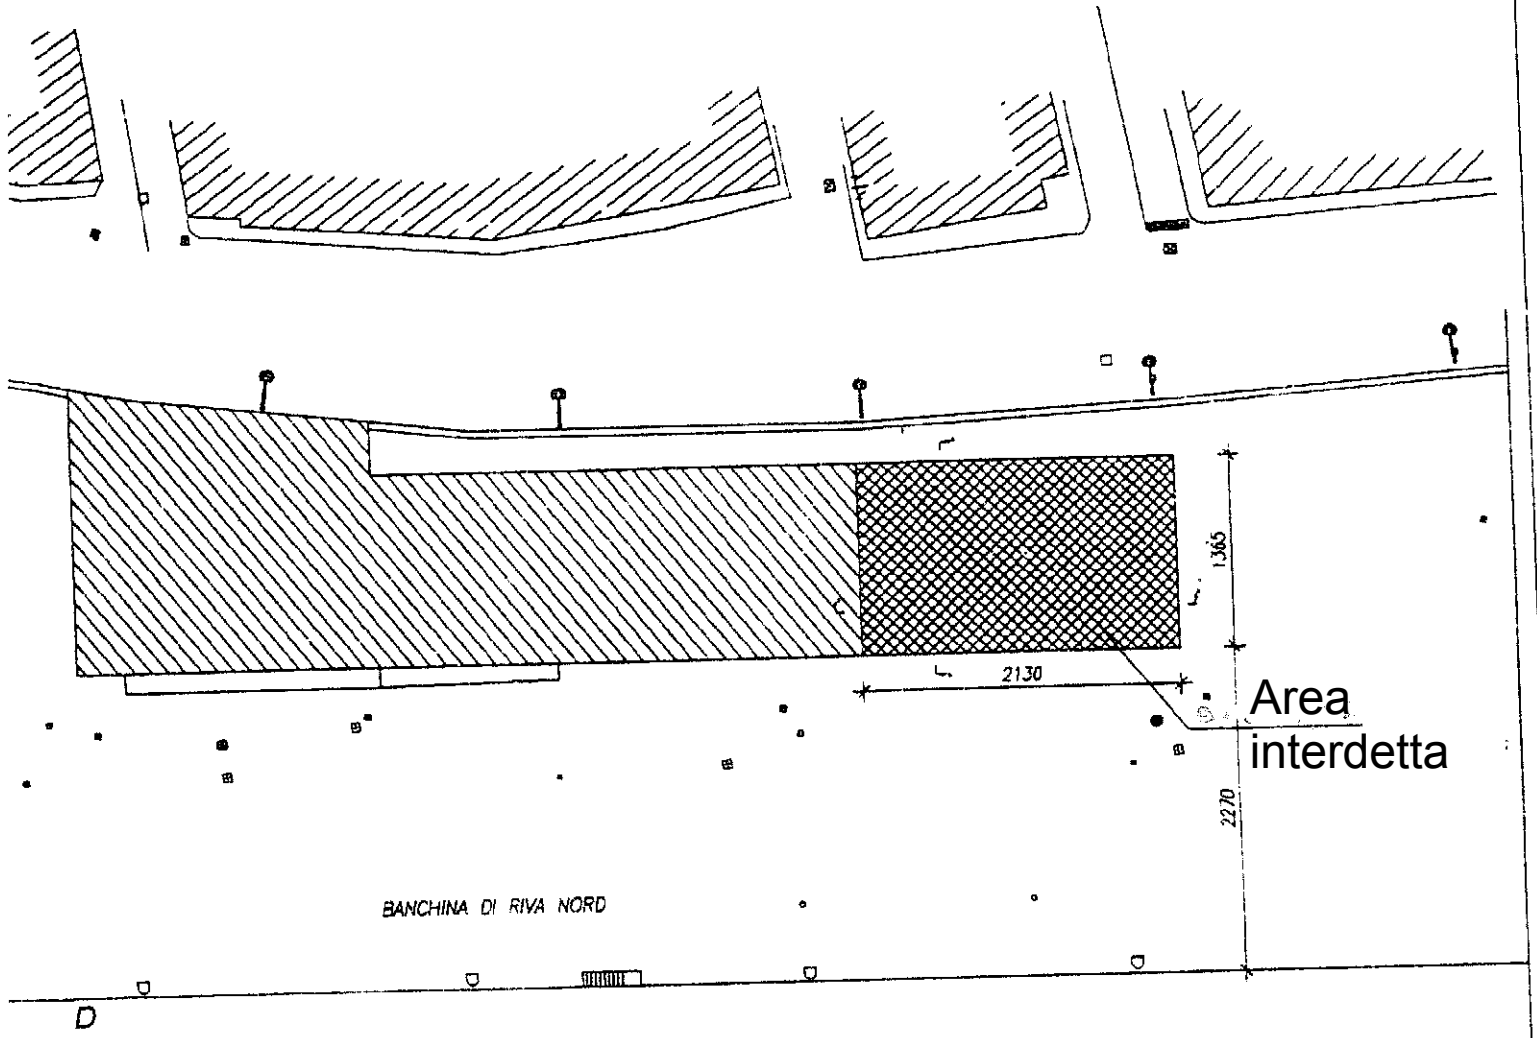 1365
2130
Area
interdetta
2270
BANCHINA DI RIVA NORD
D